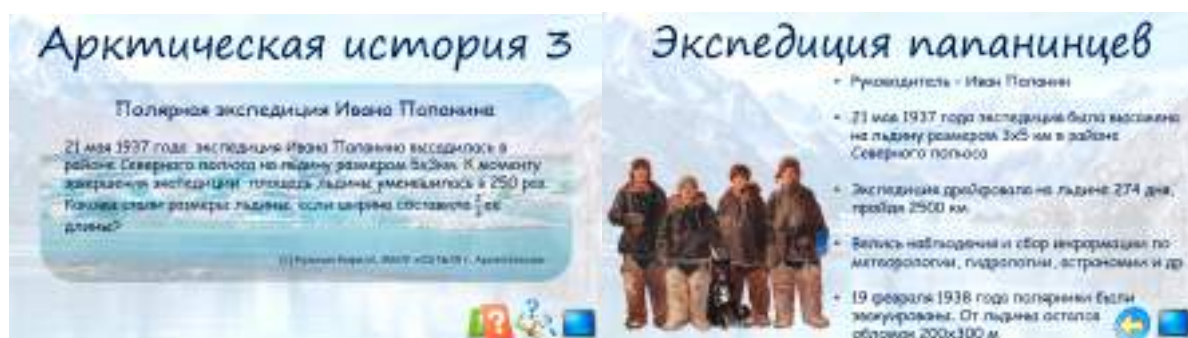 Арктическая история 3
Полярная экспедиция Ивана Папанина
21 мая 1937 года экспедиция Ивана Папанина высадилась в
районе Северного полюса на льдину размером 5х3км. К моменту
завершения экспедиции площадь льдины уменьшилась в 250 раз.
Каковы стали размеры льдины, если ширина составила её
длины?
Экспедиция папанинцев
• Руководитель - Иван Папанин
• 21 мая 1937 года экспедиция была высажена
на льдину размером 3х5 км в районе
Северного полюса
• Экспедиция дрейфовала на льдине 274 дня,
пройдя 2500 км
• Велись наблюдения и сбор информации по
метеорологии, гидрологии, астрономии и др
• 19 февраля 1938 года полярники были
эвакуированы. От льдины остался
обломок 200х300 м